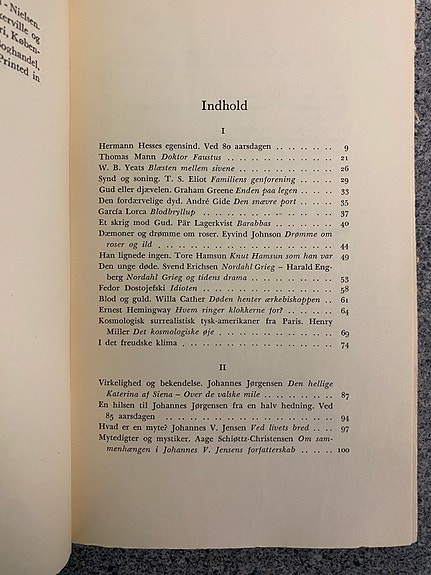 - Nielsen.
kerville og
ri, Køben-
Boghandel,
Printed in
Indhold
I
Hermann Hesses egensind. Ved 80 aarsdagen . . . . . . . 9
Thomas Mann Doktor Faustus . . . . . . . . . . . . . 21
W. B. Yeats Blæsten mellem sivene . . . . . . . . . . . 26
Synd og soning. T. S. Eliot Familiens genforening . . . . 29
Gud eller djævelen. Graham Greene Enden paa legen . . . 33
Den fordærvelige dyd. André Gide Den snævre port . . . . 35
García Lorca Blodbryllup . . . . . . . . . . . . . 37
Et skrig mod Gud. Pär Lagerkvist Barabbas . . . . . . 40
Dæmoner og drømme om roser. Eyvind Johnson Drømme om
roser og ild . . . . . . . . . . . . . . . . . . 44
Han lignede ingen. Tore Hamsun Knut Hamsun som han var 49
Den unge døde. Svend Erichsen Nordahl Grieg – Harald Eng-
berg Nordahl Grieg og tidens drama . . . . . . . . . 53
Fedor Dostojefski Idioten . . . . . . . . . . . . . 58
Blod og guld. Willa Cather Døden henter ærkebiskoppen . . 61
Ernest Hemingway Hvem ringer klokkerne for? . . . . . . 64
Kosmologisk surrealistisk tysk-amerikaner fra Paris. Henry
Miller Det kosmologiske øje . . . . . . . . . . . . 69
I det freudske klima . . . . . . . . . . . . . . . 74
II
Virkelighed og bekendelse. Johannes Jørgensen Den hellige
Katerina af Siena – Over de valske mile . . . . . . . . 87
En hilsen til Johannes Jørgensen fra en halv hedning. Ved
85 aarsdagen . . . . . . . . . . . . . . . . . 94
Hvad er en myte? Johannes V. Jensen Ved livets bred . . . . 97
Mytedigter og mystiker. Aage Schiøttz-Christensen Om sam-
menhængen i Johannes V. Jensens forfatterskab . . . . 100